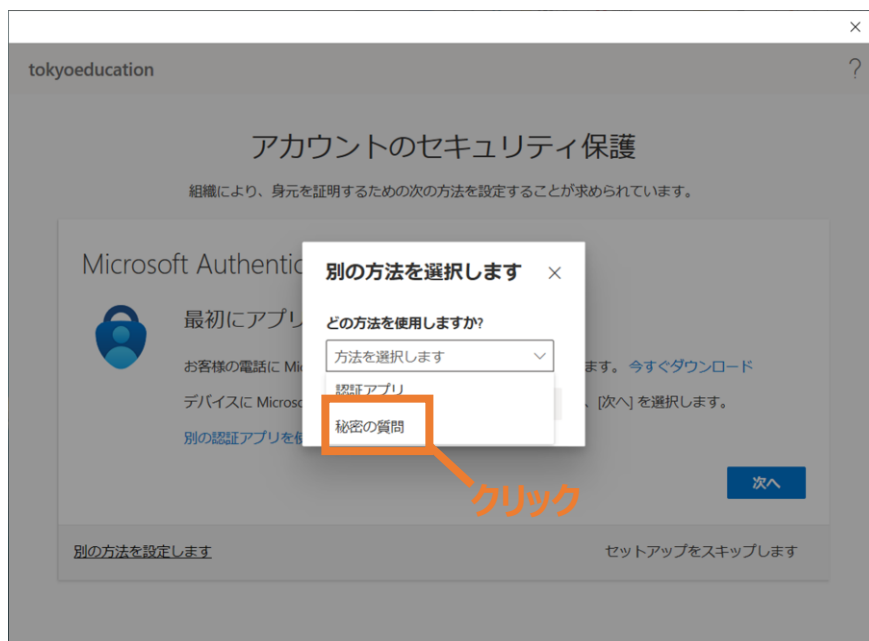 tokyoeducation
?
アカウントのセキュリティ保護
組織により、身元を証明するための次の方法を設定することが求められています。
Microsoft Authentic
別の方法を選択します
最初にアプリ
どの方法を使用しますか?
お客様の電話に Mi
方法を選択します
ます。今すぐダウンロード
認証アプリ
デバイスに Microso
、[次へ] を選択します。
秘密の質問
別の認証アプリを使
クリック
次へ
別の方法を設定します
セットアップをスキップします